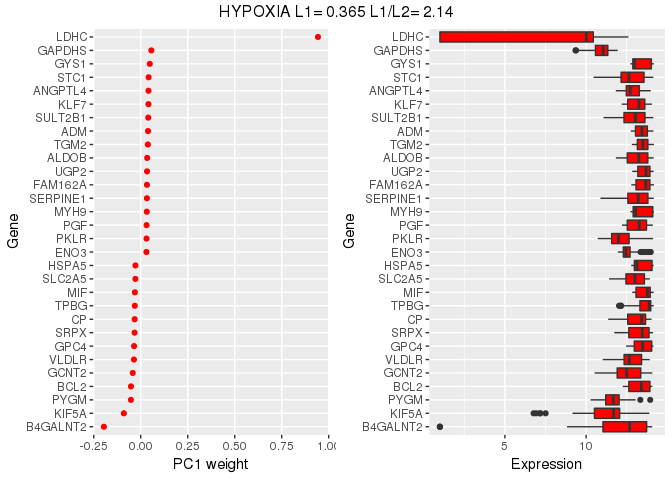 HYPOXIA L1= 0.365 L1/L2= 2.14
Gene
LDHC
GAPDHS
GYS1
STC1
ANGPTL4
KLF7
SULT2B1
ADM
TGM2
ALDOB
UGP2
FAM162A
SERPINE1
MYH9
PGF
PKLR
ENO3
HSPA5
SLC2A5
MIF
TPBG
CP
SRPX
GPC4
VLDLR
GCNT2
BCL2
PYGM
KIF5A
B4GALNT2
-0.25 0.00 0.25 0.50 0.75 1.00
PC1 weight
Gene
LDHC
GAPDHS
GYS1
STC1
ANGPTL4
KLF7
SULT2B1
ADM
TGM2
ALDOB
UGP2
FAM162A
SERPINE1
MYH9
PGF
PKLR
ENO3
HSPA5
SLC2A5
MIF
TPBG
CP
SRPX
GPC4
VLDLR
GCNT2
BCL2
PYGM
KIF5A
B4GALNT2
5 10
Expression